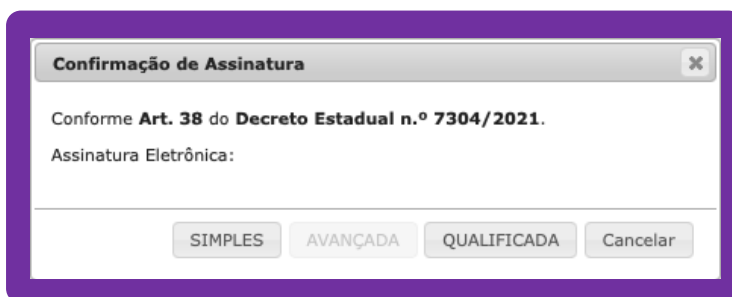 Confirmação de Assinatura
Conforme Art. 38 do Decreto Estadual n.º 7304/2021.
Assinatura Eletrônica:
SIMPLES AVANÇADA QUALIFICADA Cancelar